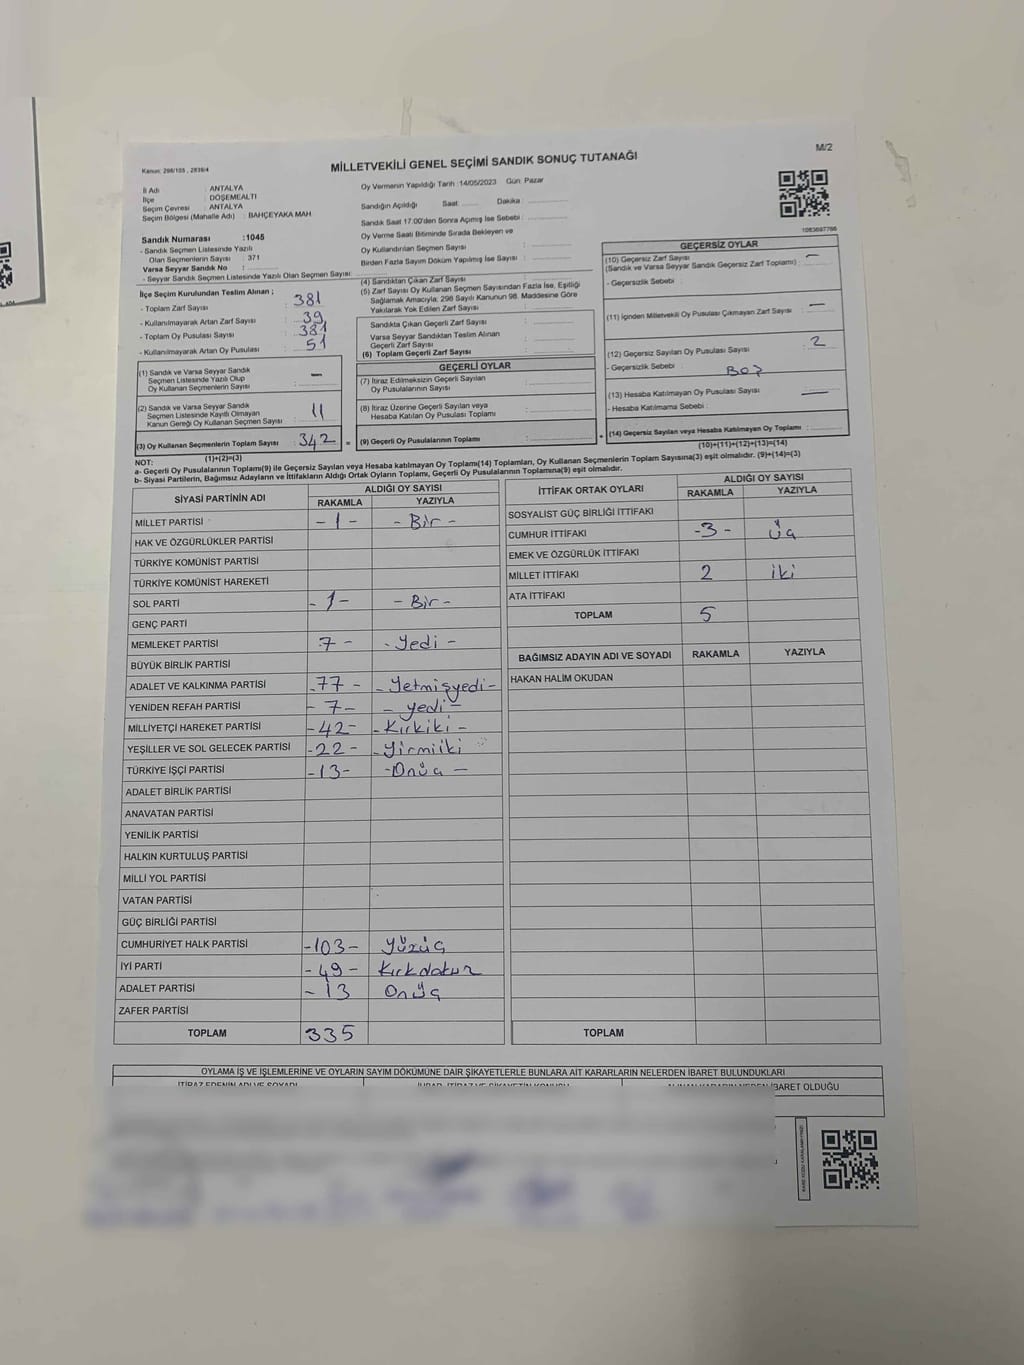 M/2
Kanun: 298/105 , 2839/4
MİLLETVEKİLİ GENEL SEÇİMİ SANDIK SONUÇ TUTANAĞI
İl Adı : ANTALYA
İlçe : DÖŞEMEALTI
Seçim Çevresi : ANTALYA
Seçim Bölgesi (Mahalle Adı) : BAHÇEYAKA MAH
Sandık Numarası :1045
- Sandık Seçmen Listesinde Yazılı
Olan Seçmenlerin Sayısı : 371
Varsa Seyyar Sandık No :
- Seyyar Sandık Seçmen Listesinde Yazılı Olan Seçmen Sayısı:
Oy Vermenin Yapıldığı Tarih :14/05/2023 Gün: Pazar
Sandığın Açıldığı Saat: Dakika :
Sandık Saat 17.00'den Sonra Açımış İse Sebebi :
Oy Verme Saati Bitiminde Sırada Bekleyen ve
Oy Kullandırılan Seçmen Sayısı :
Birden Fazla Sayım Döküm Yapılmış İse Sayısı :
1083697766
İlçe Seçim Kurulundan Teslim Alınan ;
- Toplam Zarf Sayısı : 381
- Kullanılmayarak Artan Zarf Sayısı : 39
- Toplam Oy Pusulası Sayısı : 381
- Kullanılmayarak Artan Oy Pusulası : 51
(1) Sandık ve Varsa Seyyar Sandık
Seçmen Listesinde Yazılı Olup
Oy Kullanan Seçmenlerin Sayısı : —
(2) Sandık ve Varsa Seyyar Sandık
Seçmen Listesinde Kayıtlı Olmayan
Kanun Gereği Oy Kullanan Seçmen Sayısı : 11
(3) Oy Kullanan Seçmenlerin Toplam Sayısı : 342 =
(1)+(2)=(3)
(4) Sandıktan Çıkan Zarf Sayısı :
(5) Zarf Sayısı Oy Kullanan Seçmen Sayısından Fazla İse, Eşitliği
Sağlamak Amacıyla; 298 Sayılı Kanunun 98. Maddesine Göre
Yakılarak Yok Edilen Zarf Sayısı :
Sandıkta Çıkan Geçerli Zarf Sayısı :
Varsa Seyyar Sandıktan Teslim Alınan
Geçerli Zarf Sayısı :
(6) Toplam Geçerli Zarf Sayısı :
GEÇERLİ OYLAR
(7) İtiraz Edilmeksizin Geçerli Sayılan
Oy Pusulalarının Sayısı :
(8) İtiraz Üzerine Geçerli Sayılan veya
Hesaba Katılan Oy Pusulası Toplamı :
(9) Geçerli Oy Pusulalarının Toplamı : +
GEÇERSİZ OYLAR
(10) Geçersiz Zarf Sayısı
(Sandık ve Varsa Seyyar Sandık Geçersiz Zarf Toplamı) : —
- Geçersizlik Sebebi :
(11) İçinden Milletvekili Oy Pusulası Çıkmayan Zarf Sayısı : —
(12) Geçersiz Sayılan Oy Pusulası Sayısı : 2
- Geçersizlik Sebebi : Boş
(13) Hesaba Katılmayan Oy Pusulası Sayısı : —
- Hesaba Katılmama Sebebi :
(14) Geçersiz Sayılan veya Hesaba Katılmayan Oy Toplamı :
(10)+(11)+(12)+(13)=(14)
NOT:
a- Geçerli Oy Pusulalarının Toplamı(9) ile Geçersiz Sayılan veya Hesaba katılmayan Oy Toplamı(14) Toplamları, Oy Kullanan Seçmenlerin Toplam Sayısına(3) eşit olmalıdır. (9)+(14)=(3)
b- Siyasi Partilerin, Bağımsız Adayların ve İttifakların Aldığı Ortak Oyların Toplamı, Geçerli Oy Pusulalarının Toplamına(9) eşit olmalıdır.
SİYASİ PARTİNİN ADI ALDIĞI OY SAYISI
RAKAMLA YAZIYLA
MİLLET PARTİSİ - 1 - - Bir -
HAK VE ÖZGÜRLÜKLER PARTİSİ
TÜRKİYE KOMÜNİST PARTİSİ
TÜRKİYE KOMÜNİST HAREKETİ
SOL PARTİ - 1 - - Bir -
GENÇ PARTİ
MEMLEKET PARTİSİ 7 - - Yedi -
BÜYÜK BİRLİK PARTİSİ
ADALET VE KALKINMA PARTİSİ - 77 - - Yetmişyedi -
YENİDEN REFAH PARTİSİ - 7 - - yedi -
MİLLİYETÇİ HAREKET PARTİSİ - 42 - - Kırkiki -
YEŞİLLER VE SOL GELECEK PARTİSİ - 22 - - Yirmiiki
TÜRKİYE İŞÇİ PARTİSİ - 13 - - Onüç -
ADALET BİRLİK PARTİSİ
ANAVATAN PARTİSİ
YENİLİK PARTİSİ
HALKIN KURTULUŞ PARTİSİ
MİLLİ YOL PARTİSİ
VATAN PARTİSİ
GÜÇ BİRLİĞİ PARTİSİ
CUMHURİYET HALK PARTİSİ - 103 - Yüzüç
İYİ PARTİ - 49 - Kırkdokuz
ADALET PARTİSİ - 13 Onüç
ZAFER PARTİSİ
TOPLAM 335
İTTİFAK ORTAK OYLARI ALDIĞI OY SAYISI
RAKAMLA YAZIYLA
SOSYALİST GÜÇ BİRLİĞİ İTTİFAKI
CUMHUR İTTİFAKI - 3 - üç
EMEK VE ÖZGÜRLÜK İTTİFAKI
MİLLET İTTİFAKI 2 iki
ATA İTTİFAKI
TOPLAM 5
BAĞIMSIZ ADAYIN ADI VE SOYADI RAKAMLA YAZIYLA
HAKAN HALİM OKUDAN
TOPLAM
OYLAMA İŞ VE İŞLEMLERİNE VE OYLARIN SAYIM DÖKÜMÜNE DAİR ŞİKAYETLERLE BUNLARA AİT KARARLARIN NELERDEN İBARET BULUNDUKLARI
İTİRAZ EDENİN ADI VE SOYADI İBARET OLDUĞU